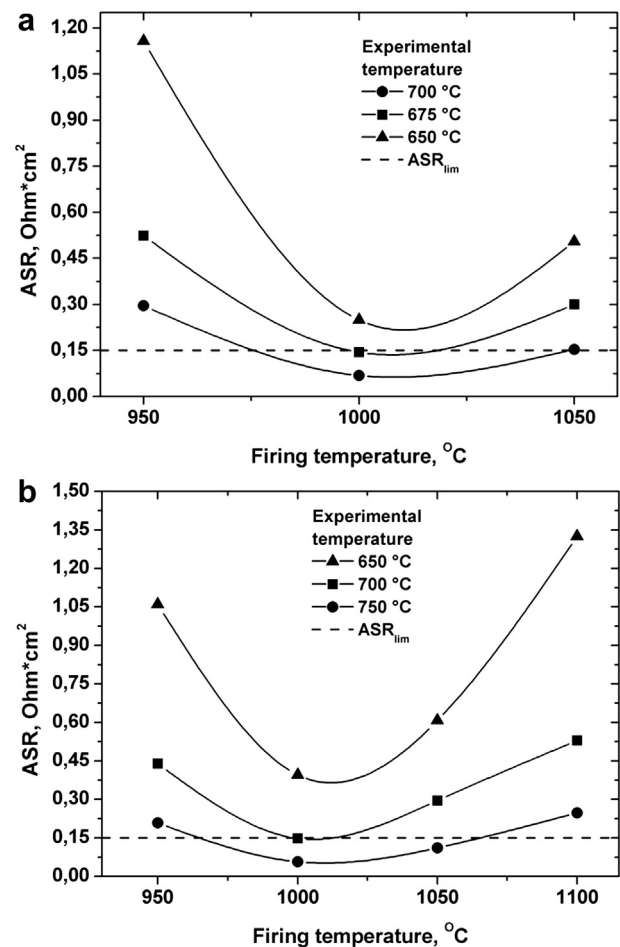 a
1,20
1,05
0,90
0,75
0,60
0,45
0,30
0,15
0,00
ASR, Ohm*cm²
Experimental
temperature
700 °C
675 °C
650 °C
ASRlim
950
1000
1050
Firing temperature, °C
b
1,50
1,35
1,20
1,05
0,90
0,75
0,60
0,45
0,30
0,15
0,00
ASR, Ohm*cm²
Experimental
temperature
650 °C
700 °C
750 °C
ASRlim
950
1000
1050
1100
Firing temperature, °C